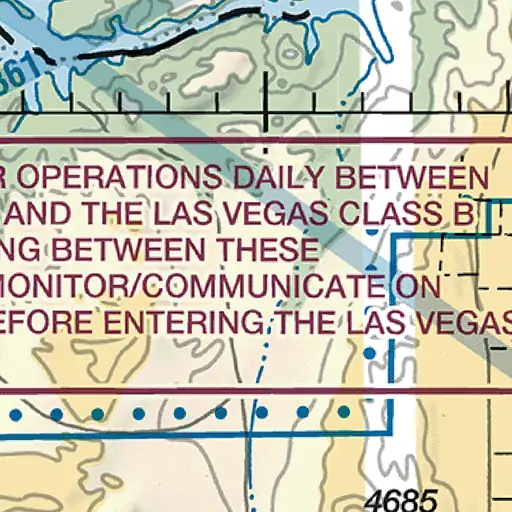 561
R OPERATIONS DAILY BETWEEN
AND THE LAS VEGAS CLASS B
NG BETWEEN THESE
MONITOR/COMMUNICATE ON
EFORE ENTERING THE LAS VEGAS
4685